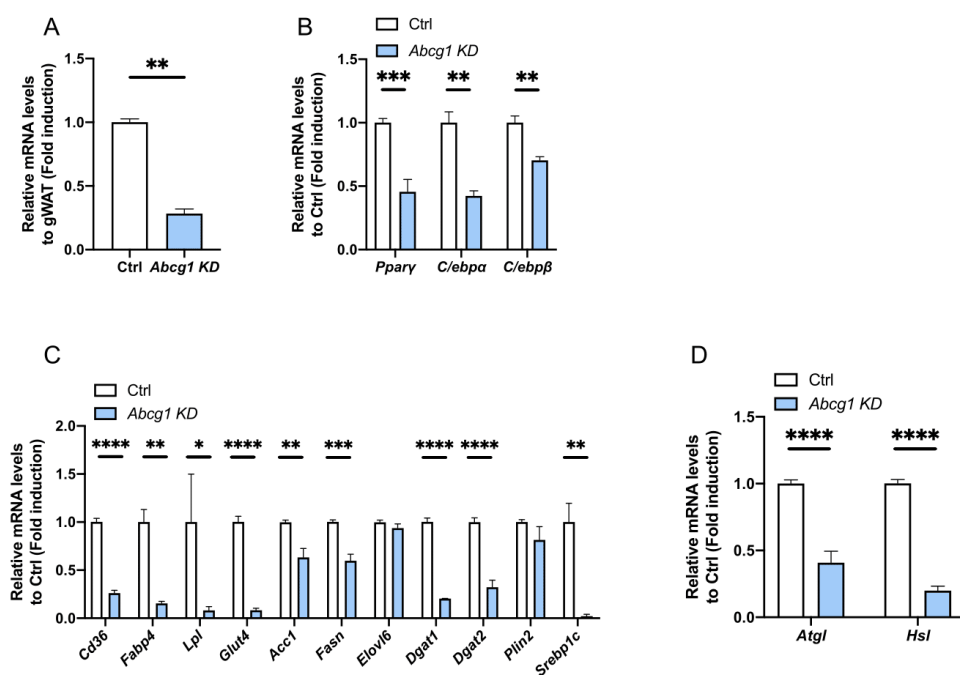 A
Relative mRNA levels
to gWAT (Fold induction)
1.5
1.0
0.5
0.0
**
Ctrl
Abcg1 KD
B
Ctrl
Abcg1 KD
Relative mRNA levels
to Ctrl (Fold induction)
1.5
1.0
0.5
0.0
***
**
**
Pparγ
C/ebpα
C/ebpβ
C
Ctrl
Abcg1 KD
Relative mRNA levels
to Ctrl (Fold induction)
2.0
1.5
1.0
0.5
0.0
****
**
*
****
**
***
****
****
**
Cd36
Fabp4
Lpl
Glut4
Acc1
Fasn
Elovl6
Dgat1
Dgat2
Plin2
Srebp1c
D
Ctrl
Abcg1 KD
Relative mRNA levels
to Ctrl (Fold induction)
1.5
1.0
0.5
0.0
****
****
Atgl
Hsl